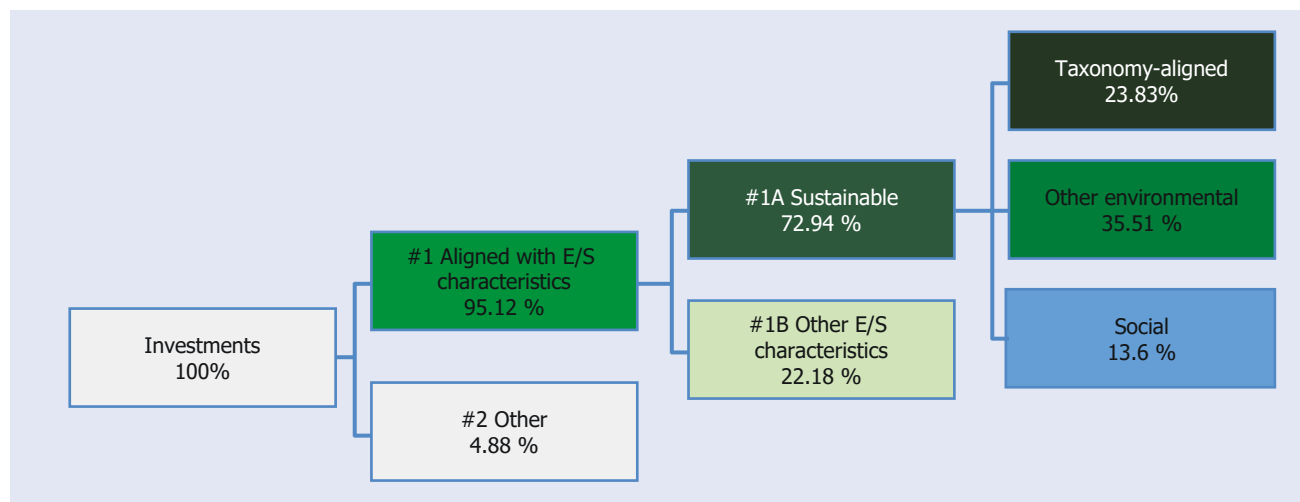 Investments
100%
#1 Aligned with E/S
characteristics
95.12 %
#2 Other
4.88 %
#1A Sustainable
72.94 %
#1B Other E/S
characteristics
22.18 %
Taxonomy-aligned
23.83%
Other environmental
35.51 %
Social
13.6 %